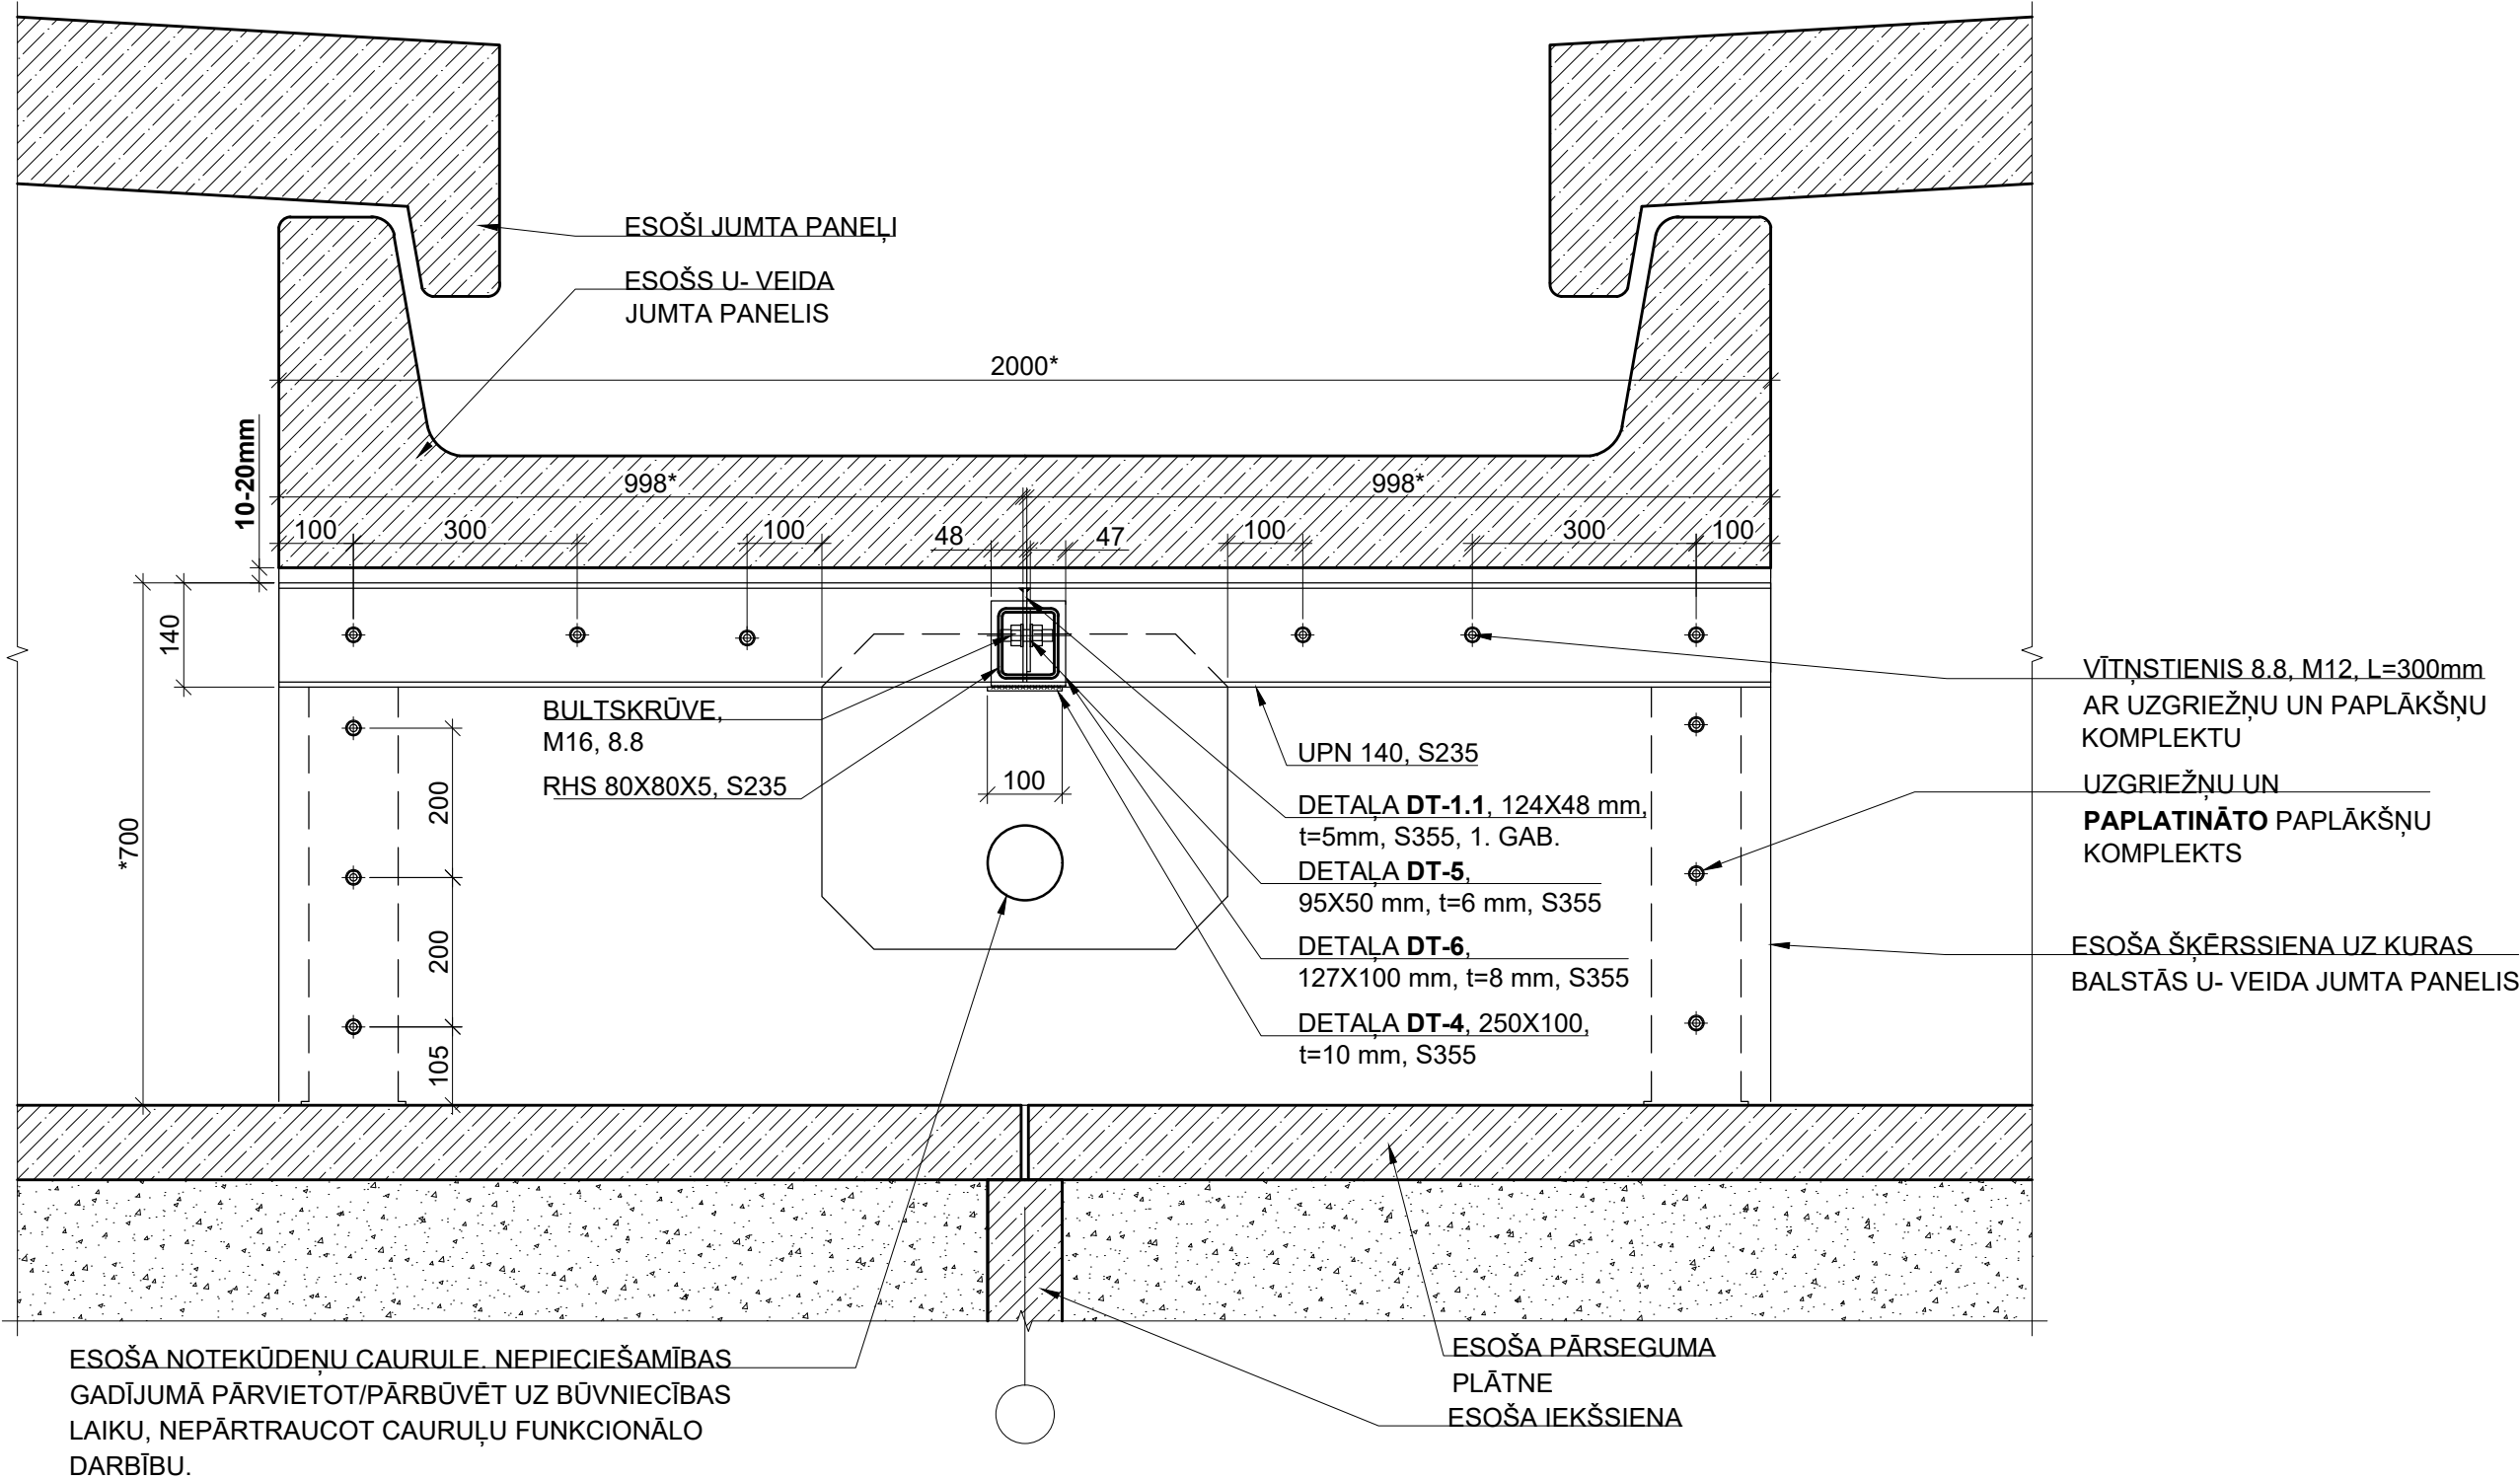 ESOŠI JUMTA PANEĻI
ESOŠS U- VEIDA
JUMTA PANELIS
2000*
10-20mm
998*
998*
100
300
100
48
47
100
300
100
140
*700
200
200
105
100
BULTSKRŪVE,
M16, 8.8
RHS 80X80X5, S235
UPN 140, S235
DETAĻA DT-1.1, 124X48 mm,
t=5mm, S355, 1. GAB.
DETAĻA DT-5,
95X50 mm, t=6 mm, S355
DETAĻA DT-6,
127X100 mm, t=8 mm, S355
DETAĻA DT-4, 250X100,
t=10 mm, S355
VĪTŅSTIENIS 8.8, M12, L=300mm
AR UZGRIEŽŅU UN PAPLĀKŠŅU
KOMPLEKTU
UZGRIEŽŅU UN
PAPLATINĀTO PAPLĀKŠŅU
KOMPLEKTS
ESOŠA ŠĶĒRSSIENA UZ KURAS
BALSTĀS U- VEIDA JUMTA PANELIS
ESOŠA NOTEKŪDEŅU CAURULE. NEPIECIEŠAMĪBAS
GADĪJUMĀ PĀRVIETOT/PĀRBŪVĒT UZ BŪVNIECĪBAS
LAIKU, NEPĀRTRAUCOT CAURUĻU FUNKCIONĀLO
DARBĪBU.
ESOŠA PĀRSEGUMA
PLĀTNE
ESOŠA IEKŠSIENA